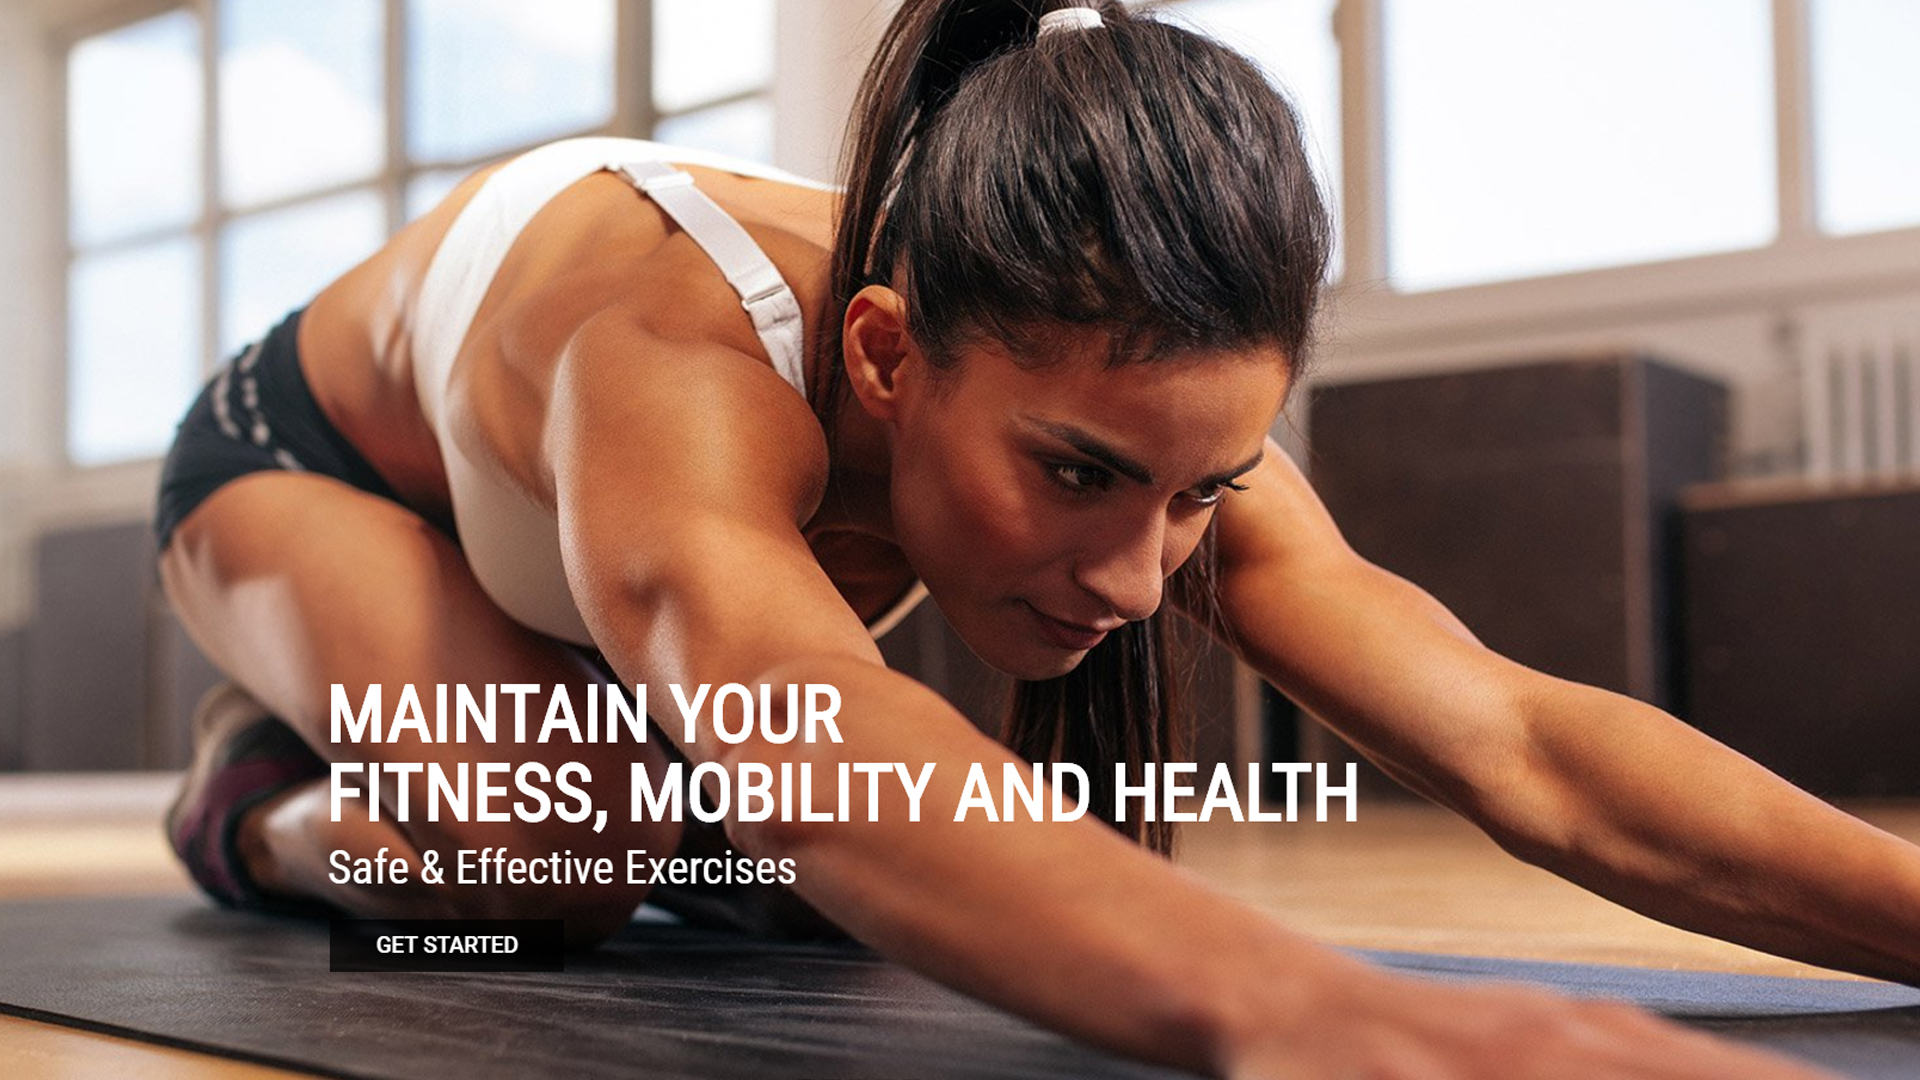 MAINTAIN YOUR
FITNESS, MOBILITY AND HEALTH
Safe & Effective Exercises
GET STARTED